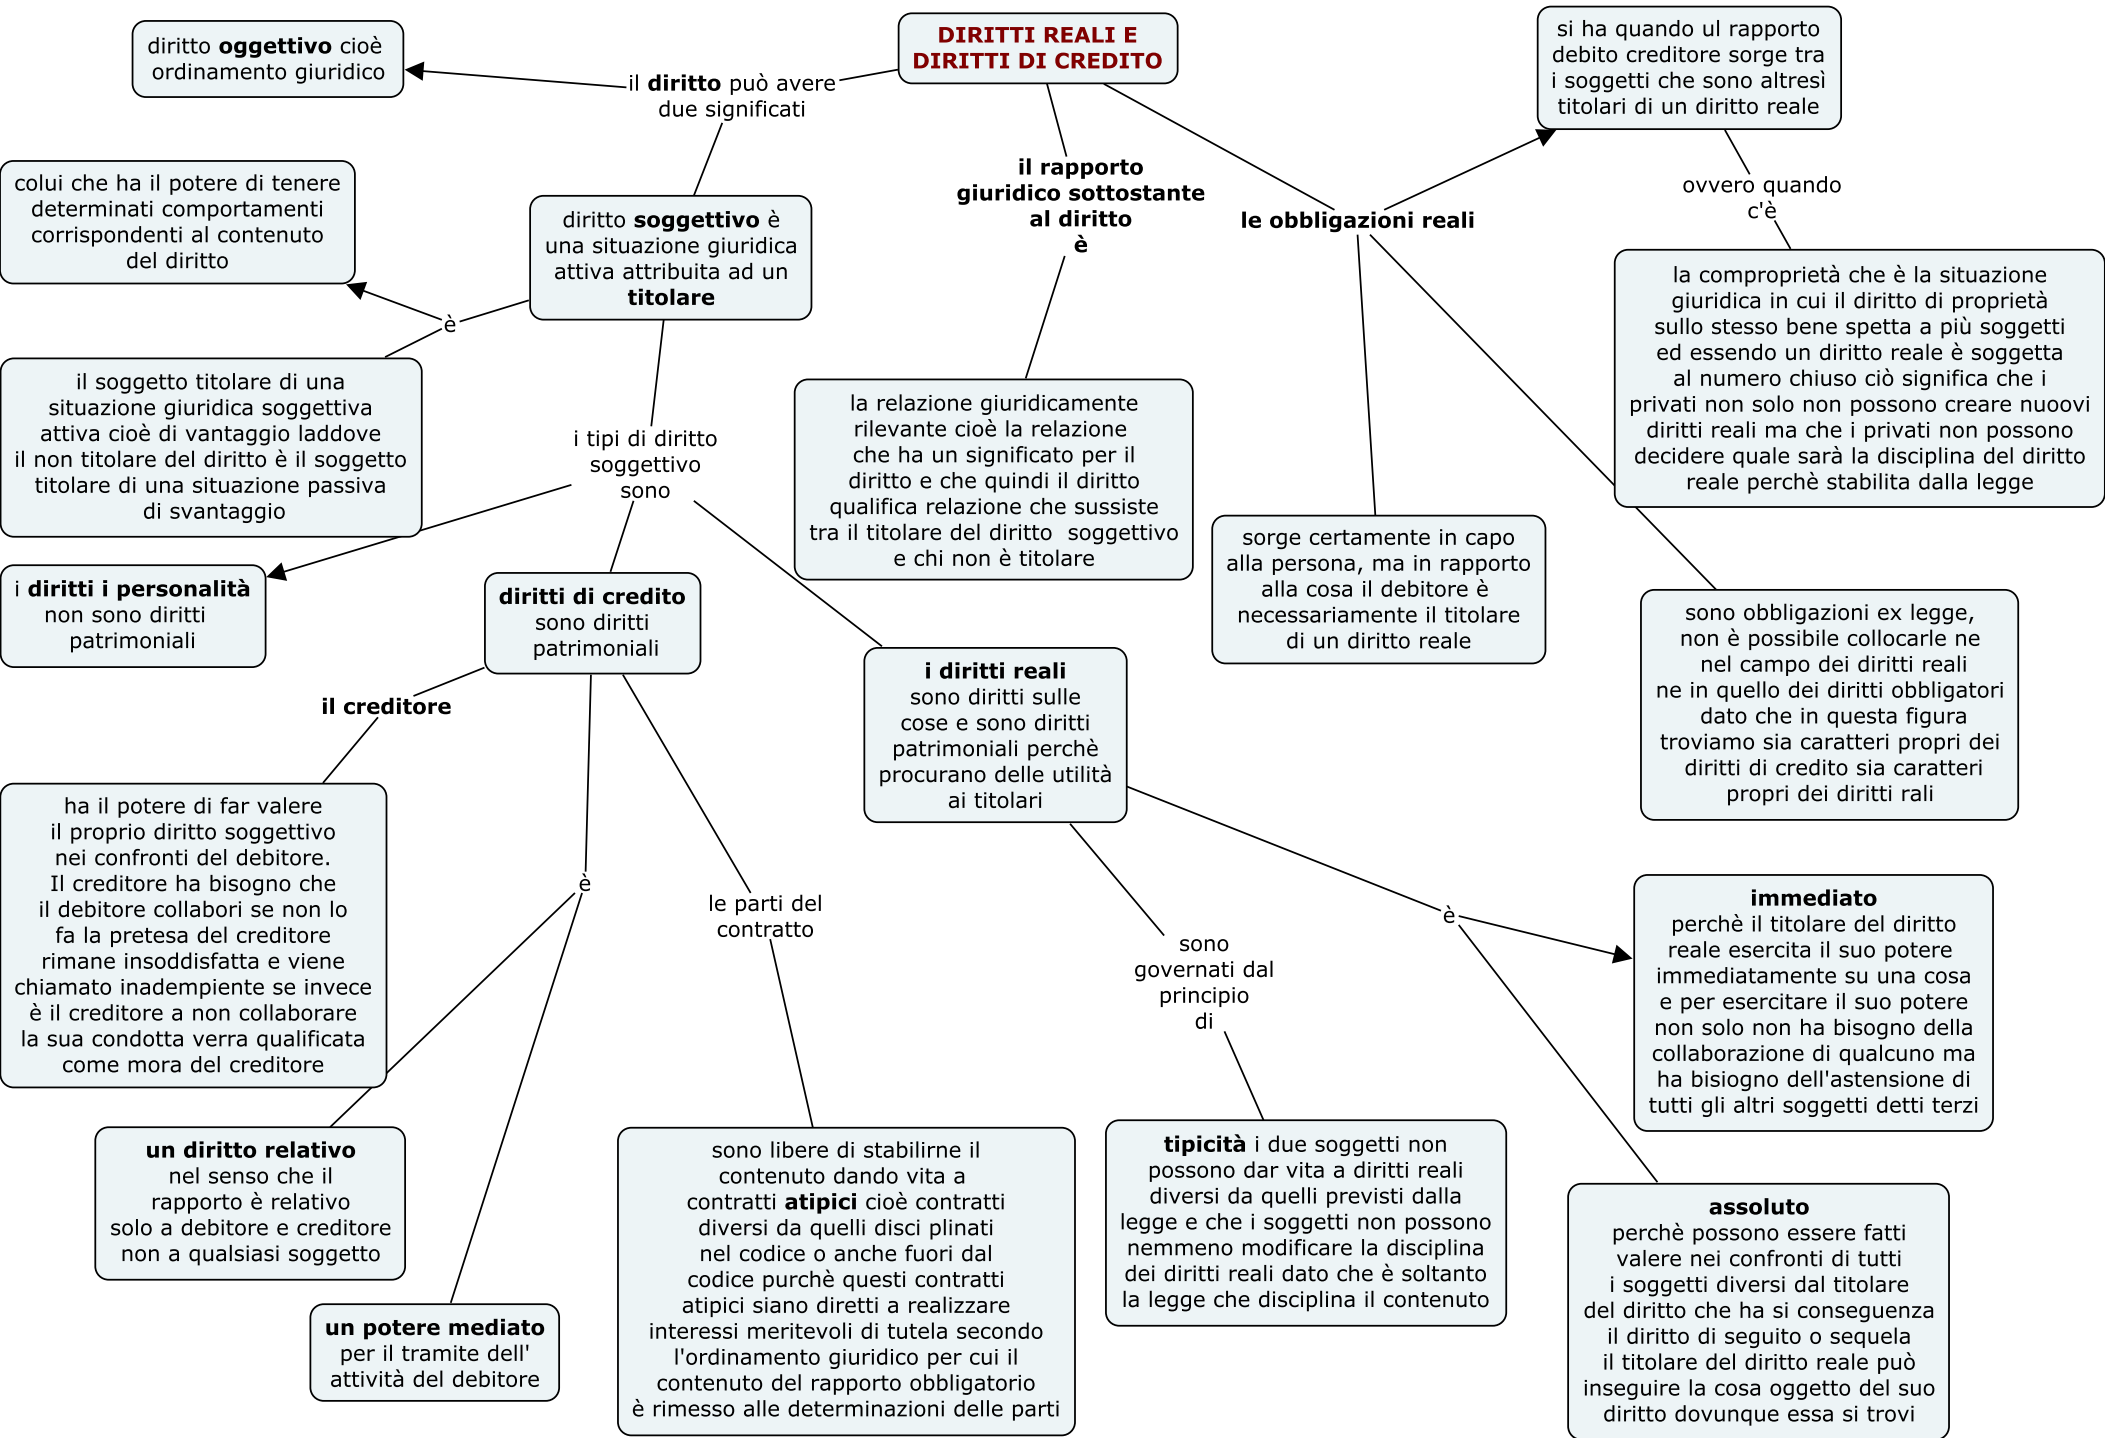 DIRITTI REALI E
DIRITTI DI CREDITO
il diritto può avere
due significati
diritto oggettivo cioè
ordinamento giuridico
diritto soggettivo è
una situazione giuridica
attiva attribuita ad un
titolare
è
colui che ha il potere di tenere
determinati comportamenti
corrispondenti al contenuto
del diritto
il soggetto titolare di una
situazione giuridica soggettiva
attiva cioè di vantaggio laddove
il non titolare del diritto è il soggetto
titolare di una situazione passiva
di svantaggio
i tipi di diritto
soggettivo
sono
i diritti i personalità
non sono diritti
patrimoniali
diritti di credito
sono diritti
patrimoniali
il creditore
ha il potere di far valere
il proprio diritto soggettivo
nei confronti del debitore.
Il creditore ha bisogno che
il debitore collabori se non lo
fa la pretesa del creditore
rimane insoddisfatta e viene
chiamato inadempiente se invece
è il creditore a non collaborare
la sua condotta verra qualificata
come mora del creditore
è
un diritto relativo
nel senso che il
rapporto è relativo
solo a debitore e creditore
non a qualsiasi soggetto
un potere mediato
per il tramite dell'
attività del debitore
le parti del
contratto
sono libere di stabilirne il
contenuto dando vita a
contratti atipici cioè contratti
diversi da quelli disci plinati
nel codice o anche fuori dal
codice purchè questi contratti
atipici siano diretti a realizzare
interessi meritevoli di tutela secondo
l'ordinamento giuridico per cui il
contenuto del rapporto obbligatorio
è rimesso alle determinazioni delle parti
i diritti reali
sono diritti sulle
cose e sono diritti
patrimoniali perchè
procurano delle utilità
ai titolari
sono
governati dal
principio
di
tipicità i due soggetti non
possono dar vita a diritti reali
diversi da quelli previsti dalla
legge e che i soggetti non possono
nemmeno modificare la disciplina
dei diritti reali dato che è soltanto
la legge che disciplina il contenuto
è
immediato
perchè il titolare del diritto
reale esercita il suo potere
immediatamente su una cosa
e per esercitare il suo potere
non solo non ha bisogno della
collaborazione di qualcuno ma
ha bisiogno dell'astensione di
tutti gli altri soggetti detti terzi
assoluto
perchè possono essere fatti
valere nei confronti di tutti
i soggetti diversi dal titolare
del diritto che ha si conseguenza
il diritto di seguito o sequela
il titolare del diritto reale può
inseguire la cosa oggetto del suo
diritto dovunque essa si trovi
il rapporto
giuridico sottostante
al diritto
è
la relazione giuridicamente
rilevante cioè la relazione
che ha un significato per il
diritto e che quindi il diritto
qualifica relazione che sussiste
tra il titolare del diritto soggettivo
e chi non è titolare
le obbligazioni reali
si ha quando ul rapporto
debito creditore sorge tra
i soggetti che sono altresì
titolari di un diritto reale
ovvero quando
c'è
la comproprietà che è la situazione
giuridica in cui il diritto di proprietà
sullo stesso bene spetta a più soggetti
ed essendo un diritto reale è soggetta
al numero chiuso ciò significa che i
privati non solo non possono creare nuoovi
diritti reali ma che i privati non possono
decidere quale sarà la disciplina del diritto
reale perchè stabilita dalla legge
sorge certamente in capo
alla persona, ma in rapporto
alla cosa il debitore è
necessariamente il titolare
di un diritto reale
sono obbligazioni ex legge,
non è possibile collocarle ne
nel campo dei diritti reali
ne in quello dei diritti obbligatori
dato che in questa figura
troviamo sia caratteri propri dei
diritti di credito sia caratteri
propri dei diritti rali